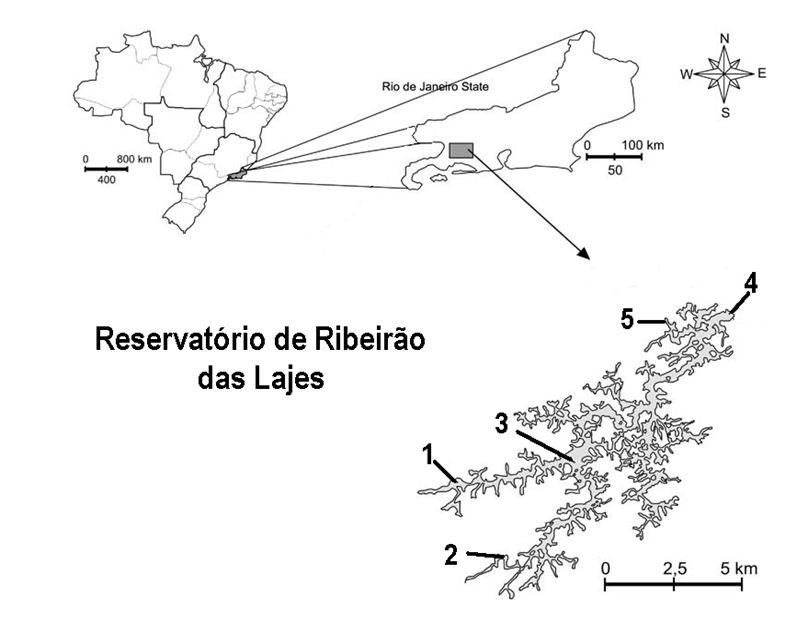 N
W E
S
Rio de Janeiro State
0 800 km
400
0 100 km
50
Reservatório de Ribeirão
das Lajes
4
5
3
1
2
0 2,5 5 km